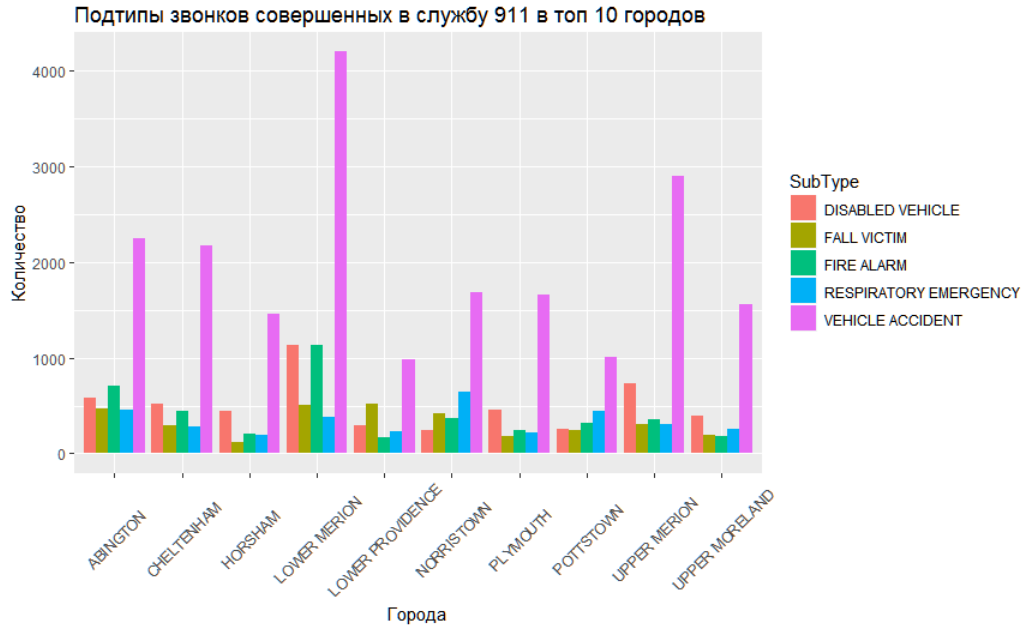 Подтипы звонков совершенных в службу 911 в топ 10 городов
Количество
4000
3000
2000
1000
0
ABINGTON
CHELTENHAM
HORSHAM
LOWER MERION
LOWER PROVIDENCE
NORRISTOWN
PLYMOUTH
POTTSTOWN
UPPER MERION
UPPER MORELAND
Города
SubType
DISABLED VEHICLE
FALL VICTIM
FIRE ALARM
RESPIRATORY EMERGENCY
VEHICLE ACCIDENT